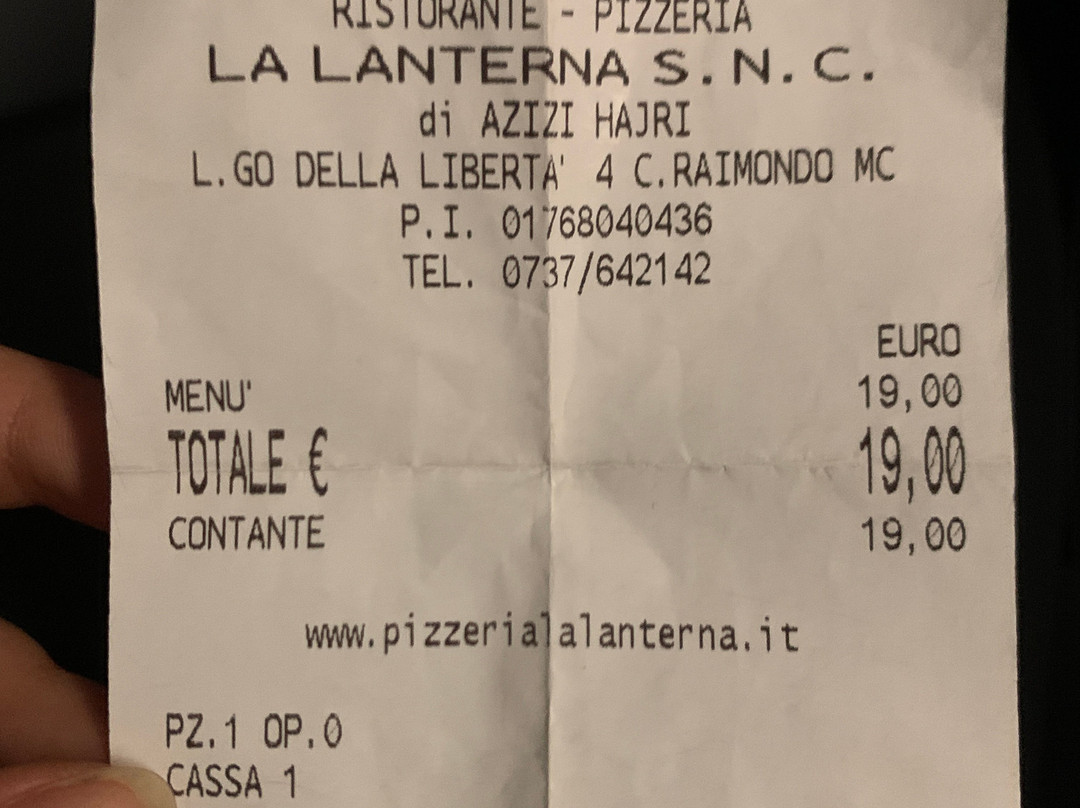 RISTORANTE - PIZZERIA
LA LANTERNA S.N.C.
di AZIZI HAJRI
L.GO DELLA LIBERTA' 4 C.RAIMONDO MC
P.I. 01768040436
TEL. 0737/642142
EURO
MENU' 19,00
TOTALE € 19,00
CONTANTE 19,00
www.pizzerialalanterna.it
PZ.1 OP.0
CASSA 1